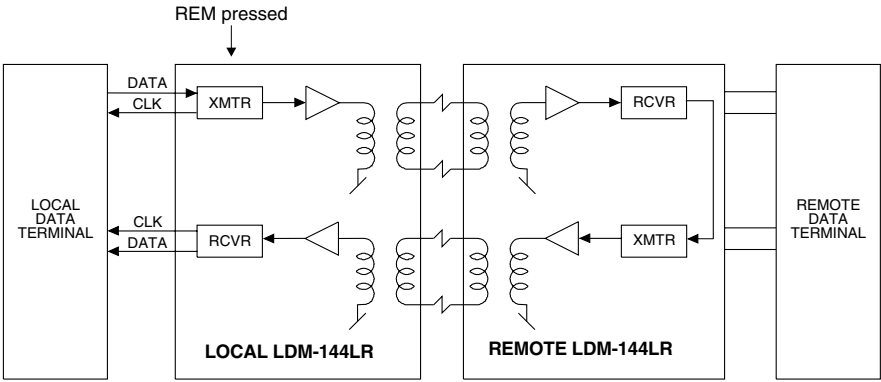 REM pressed
DATA
CLK
XMTR
RCVR
LOCAL
DATA
TERMINAL
REMOTE
DATA
TERMINAL
CLK
DATA
RCVR
XMTR
LOCAL LDM-144LR
REMOTE LDM-144LR